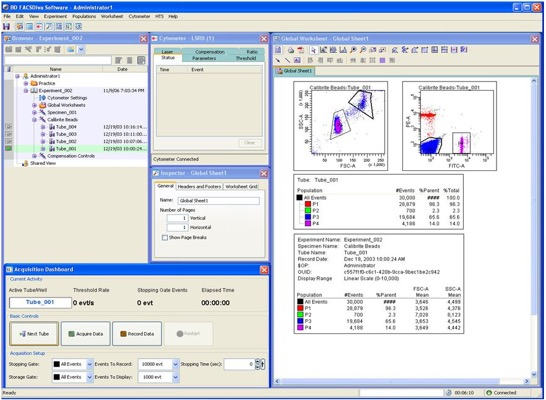 BD FACSDiva Software - Administrator1
File Edit View Experiment Populations Worksheet Cytometer HTS Help
Browser - Experiment_002
Name Date
Administrator1
Practice
Experiment_002 11/9/06 7:03:34 PM
Cytometer Settings
Global Worksheets
Specimen_001
Calibrite Beads
Tube_004 12/19/03 10:16:14...
Tube_003 12/19/03 10:08:...
Tube_002 12/19/03 10:07:06...
Tube_001 12/19/03 10:00:24...
Compensation Controls
Shared View
Cytometer - LSRII (1)
Laser Compensation Ratio
Status Parameters Threshold
Time Event
Clear
Cytometer Connected
Inspector - Global Sheet1
General Headers and Footers Worksheet Grid
Name: Global Sheet1
Number of Pages
1 Vertical
1 Horizontal
Show Page Breaks
Acquisition Dashboard
Current Activity
Active Tube/Well Threshold Rate Stopping Gate Events Elapsed Time
Tube_001 0 evt/s 0 evt 00:00:00
Basic Controls
Next Tube Acquire Data Record Data Restart
Acquisition Setup
Stopping Gate: All Events Events To Record: 10000 evt Stopping Time (sec): 0
Storage Gate: All Events Events To Display: 1000 evt
Global Worksheet - Global Sheet1
Global Sheet1
Calibrite Beads-Tube_001
SSC-A
FSC-A
(x 1,000)
50 100 150 200 250
Calibrite Beads-Tube_001
PE-A
FITC-A
Tube: Tube_001
Population #Events %Parent %Total
All Events 30,000 #### 100.0
P1 28,879 96.3 96.3
P2 700 2.3 2.3
P3 19,684 65.6 65.6
P4 4,188 14.0 14.0
Experiment Name: Experiment_002
Specimen Name: Calibrite Beads
Tube Name: Tube_001
Record Date: Dec 19, 2003 10:00:24 AM
$OP: Administrator
Display Range: Linear Scale (0-10,000)
FSC-A SSC-A
Population #Events %Parent Mean Mean
All Events 30,000 #### 3,646 4,489
P1 28,879 96.3 3,528 4,378
P2 700 2.3 7,028 8,123
P3 19,684 65.6 3,653 4,545
P4 4,188 14.0 3,649 4,442
Ready 00:06:10 Connected